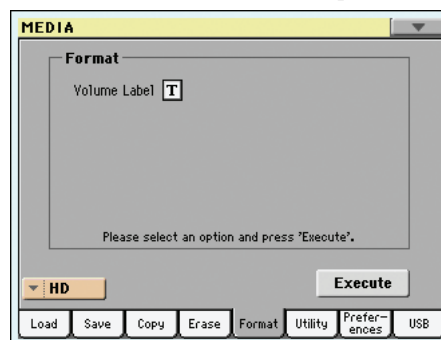 MEDIA
Format
Volume Label T
Please select an option and press 'Execute'.
HD
Execute
Load Save Copy Erase Format Utility Prefer-
ences USB